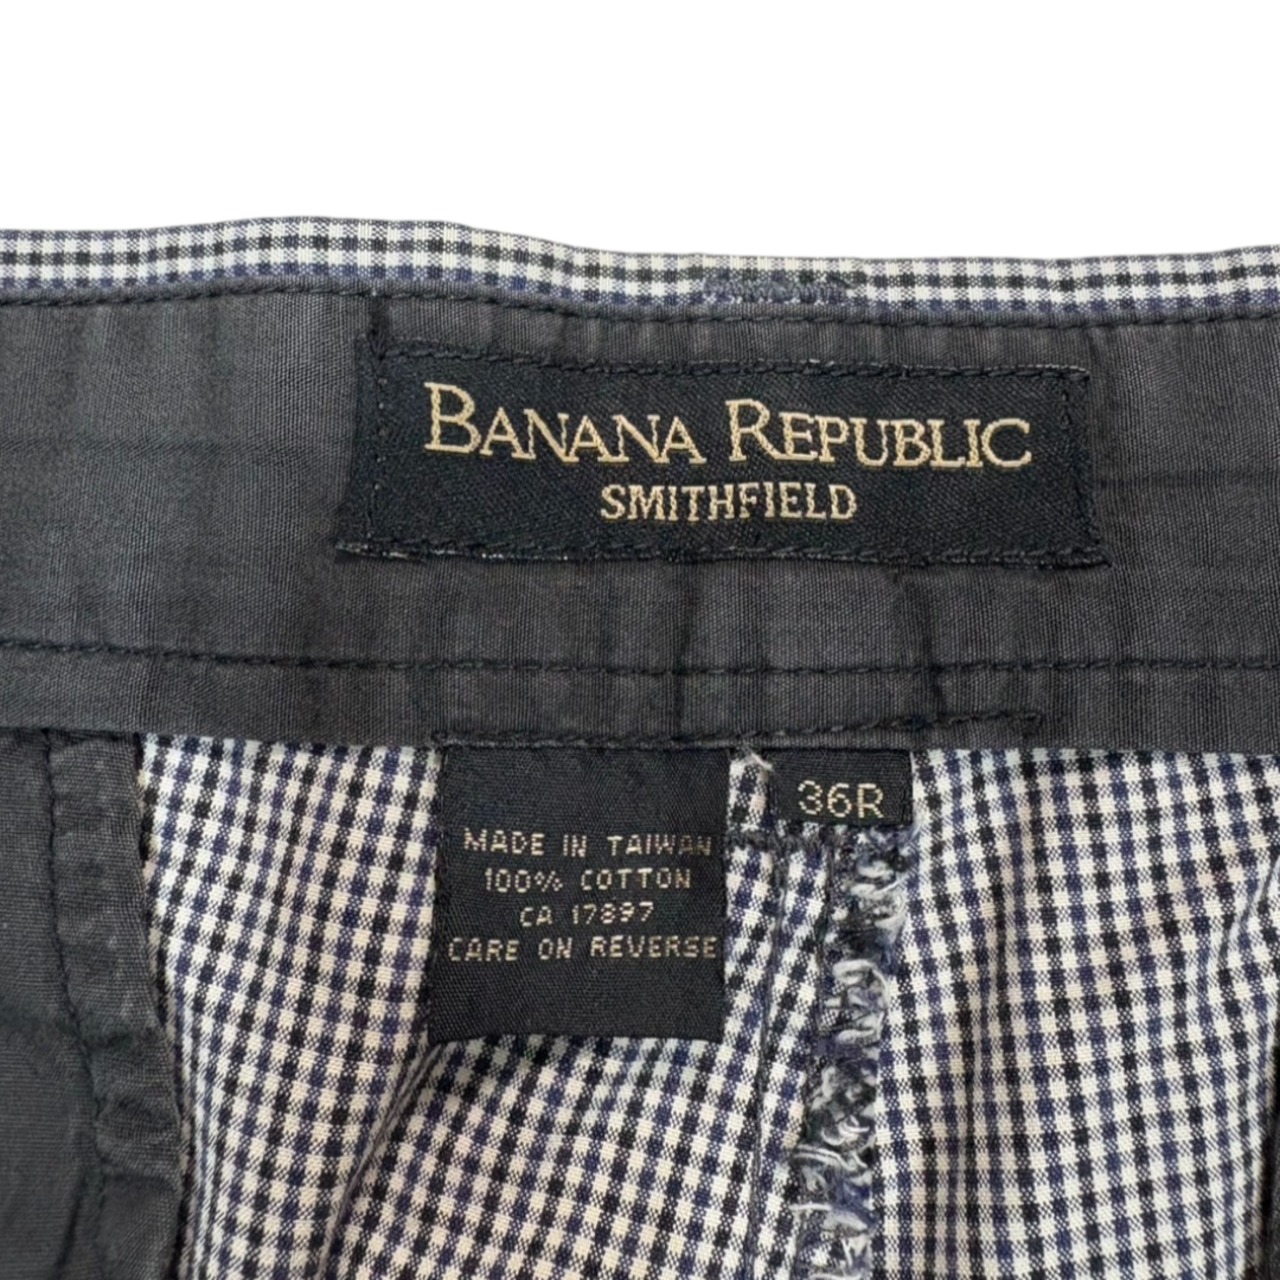 BANANA REPUBLIC
SMITHFIELD
36R
MADE IN TAIWAN
100% COTTON
CA 17897
CARE ON REVERSE